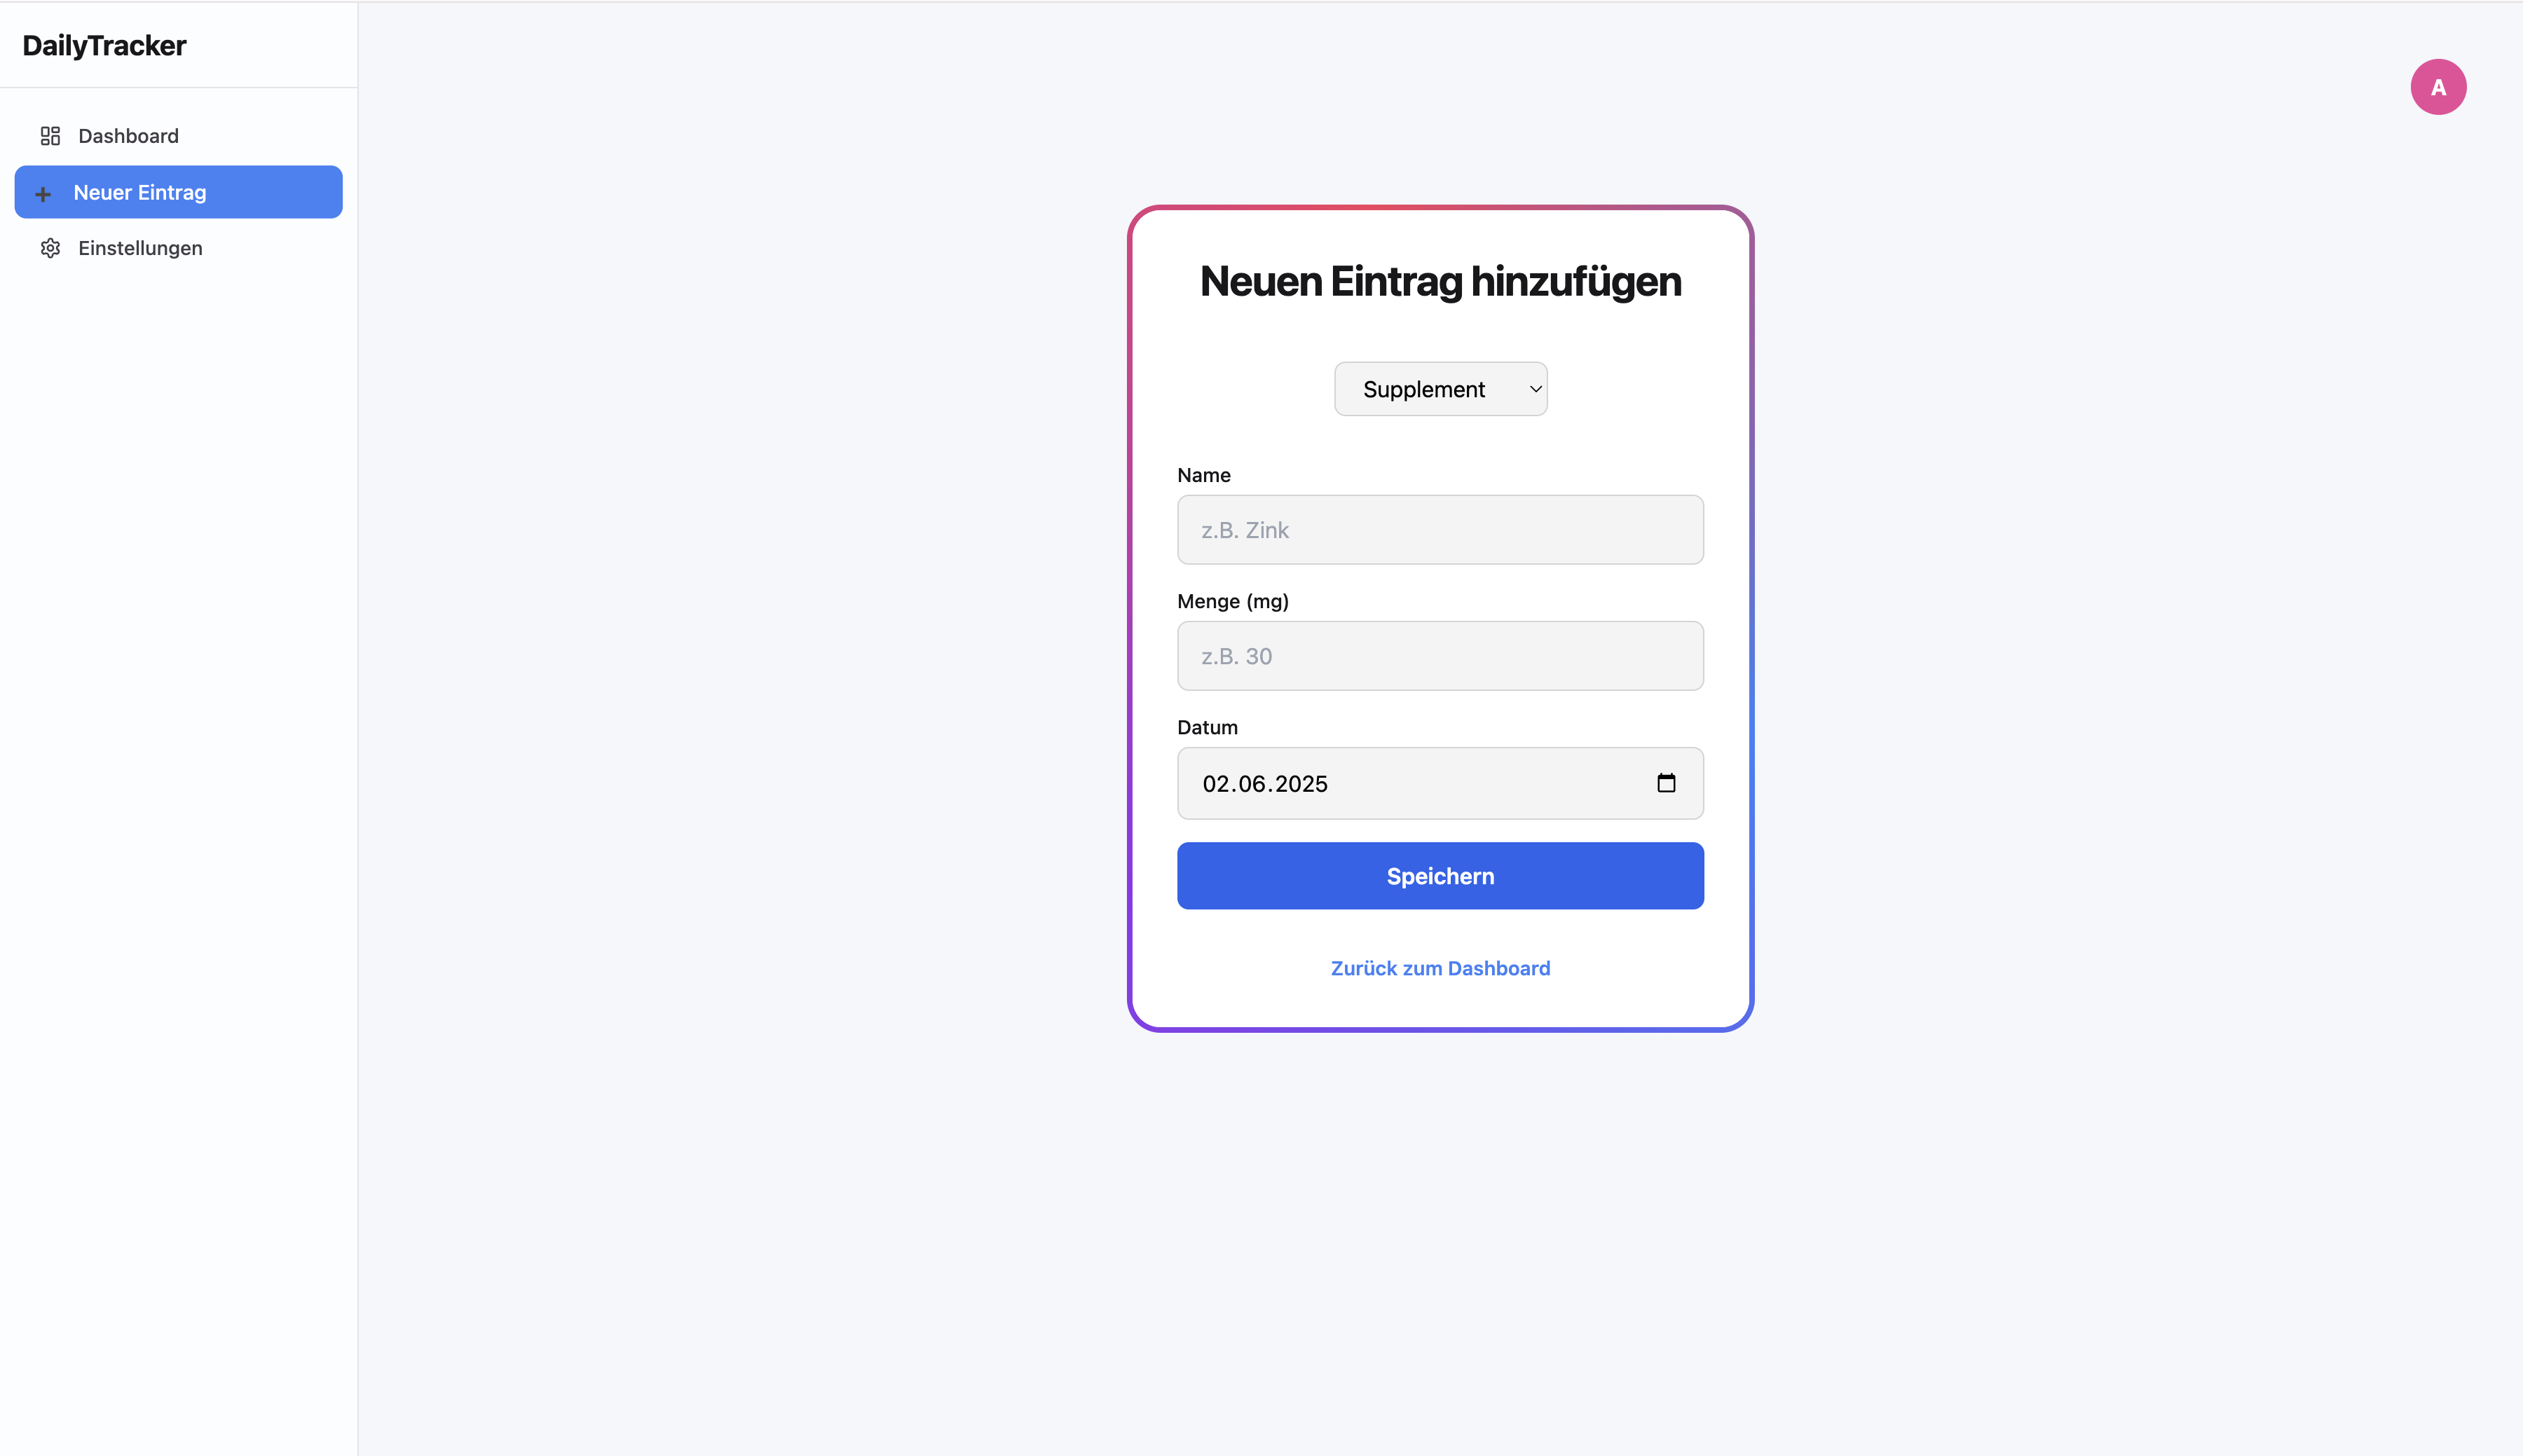 DailyTracker
Dashboard
Neuer Eintrag
Einstellungen
A
Neuen Eintrag hinzufügen
Supplement
Name
z.B. Zink
Menge (mg)
z.B. 30
Datum
02.06.2025
Speichern
Zurück zum Dashboard